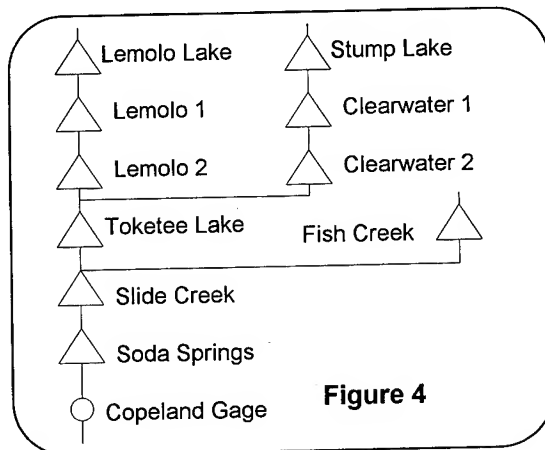 Lemolo Lake
Stump Lake
Lemolo 1
Clearwater 1
Lemolo 2
Clearwater 2
Toketee Lake
Fish Creek
Slide Creek
Soda Springs
Copeland Gage
Figure 4